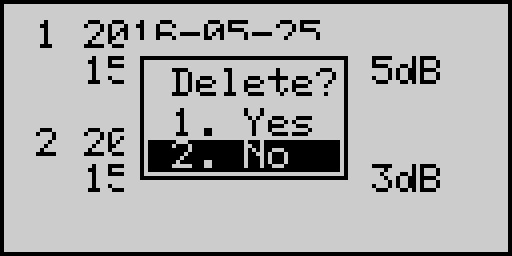 1 2016-05-25
15 5dB
Delete?
1. Yes
2 20
2. No
15 3dB